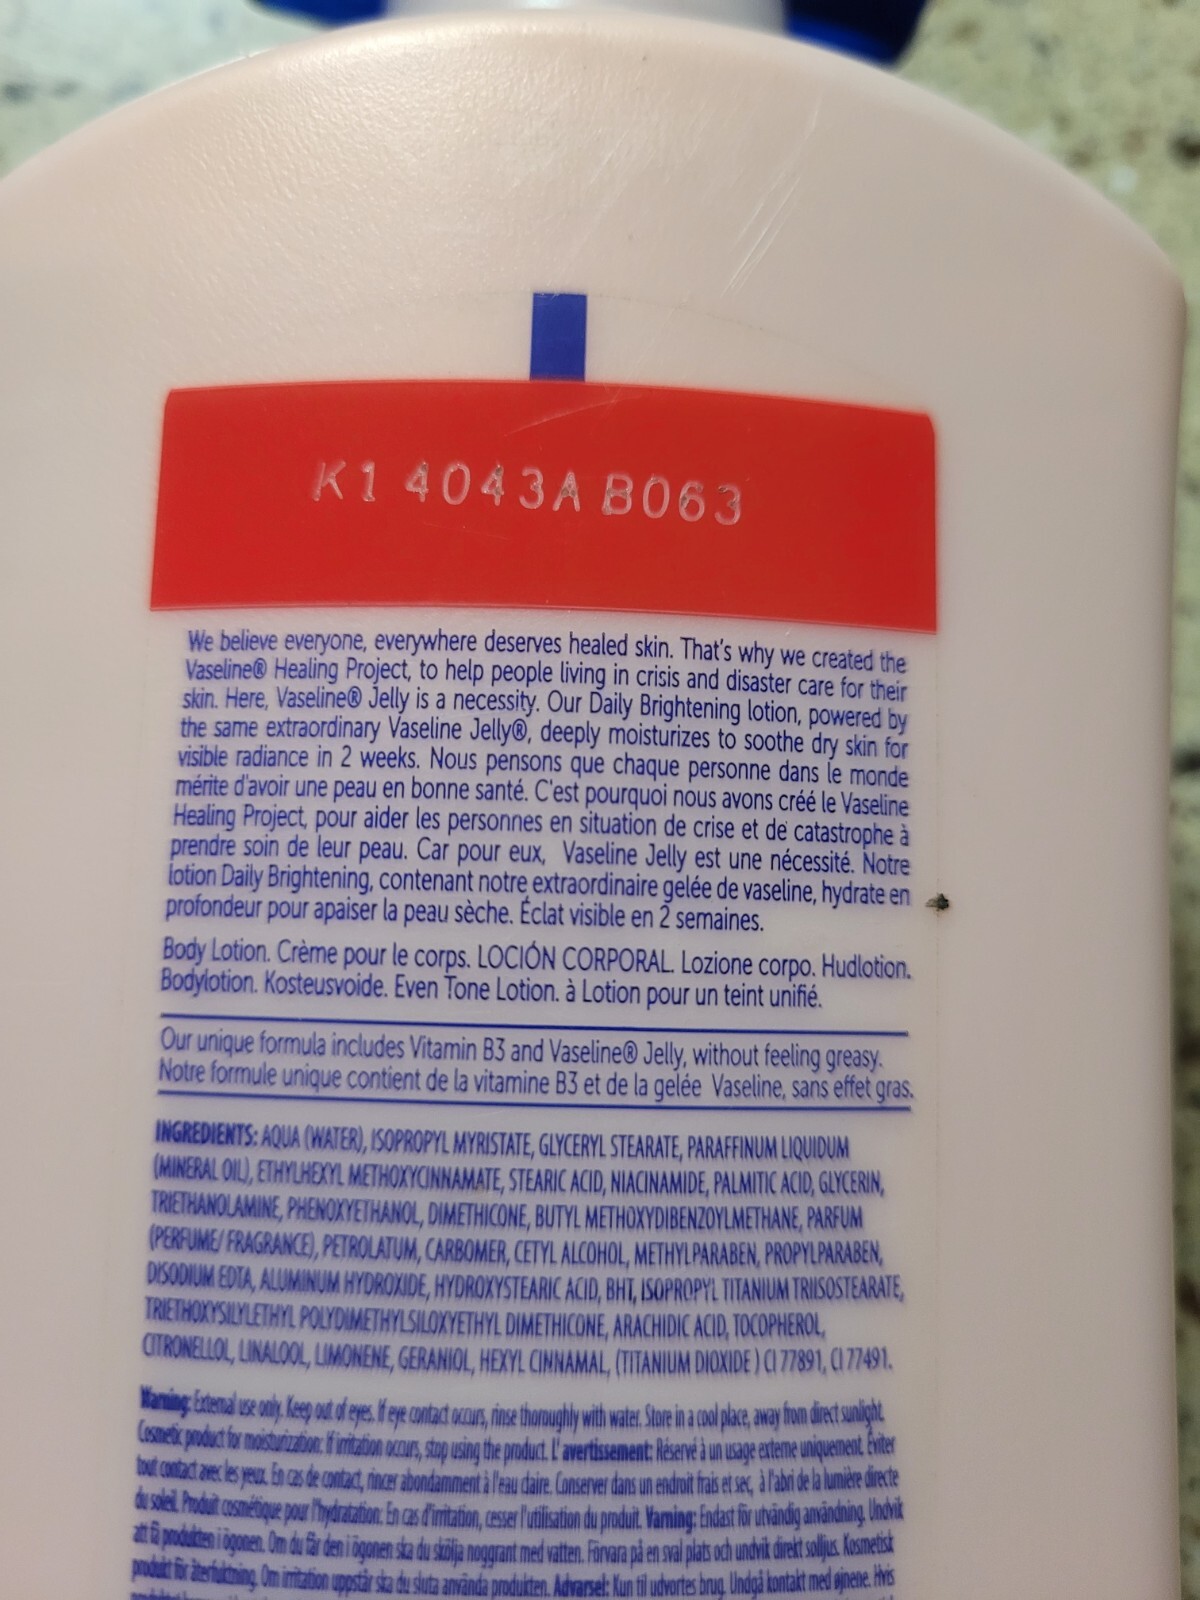 K1 4043A B063
We believe everyone, everywhere deserves healed skin. That's why we created the
Vaseline® Healing Project, to help people living in crisis and disaster care for their
skin. Here, Vaseline® Jelly is a necessity. Our Daily Brightening lotion, powered by
the same extraordinary Vaseline Jelly®, deeply moisturizes to soothe dry skin for
visible radiance in 2 weeks. Nous pensons que chaque personne dans le monde
mérite d'avoir une peau en bonne santé. C'est pourquoi nous avons créé le Vaseline
Healing Project, pour aider les personnes en situation de crise et de catastrophe à
prendre soin de leur peau. Car pour eux, Vaseline Jelly est une nécessité. Notre
lotion Daily Brightening, contenant notre extraordinaire gelée de vaseline, hydrate en
profondeur pour apaiser la peau sèche. Éclat visible en 2 semaines.
Body Lotion. Crème pour le corps. LOCIÓN CORPORAL. Lozione corpo. Hudlotion.
Bodylotion. Kosteusvoide. Even Tone Lotion. à Lotion pour un teint unifié.
Our unique formula includes Vitamin B3 and Vaseline® Jelly, without feeling greasy.
Notre formule unique contient de la vitamine B3 et de la gelée Vaseline, sans effet gras.
INGREDIENTS: AQUA (WATER), ISOPROPYL MYRISTATE, GLYCERYL STEARATE, PARAFFINUM LIQUIDUM
(MINERAL OIL), ETHYLHEXYL METHOXYCINNAMATE, STEARIC ACID, NIACINAMIDE, PALMITIC ACID, GLYCERIN,
TRIETHANOLAMINE, PHENOXYETHANOL, DIMETHICONE, BUTYL METHOXYDIBENZOYLMETHANE, PARFUM
(PERFUME/ FRAGRANCE), PETROLATUM, CARBOMER, CETYL ALCOHOL, METHYLPARABEN, PROPYLPARABEN,
DISODIUM EDTA, ALUMINUM HYDROXIDE, HYDROXYSTEARIC ACID, BHT, ISOPROPYL TITANIUM TRIISOSTEARATE,
TRIETHOXYSILYLETHYL POLYDIMETHYLSILOXYETHYL DIMETHICONE, ARACHIDIC ACID, TOCOPHEROL,
CITRONELLOL, LINALOOL, LIMONENE, GERANIOL, HEXYL CINNAMAL, (TITANIUM DIOXIDE ) CI 77891, CI 77491.
Warning: External use only. Keep out of eyes. If eye contact occurs, rinse thoroughly with water. Store in a cool place, away from direct sunlight.
Cosmetic product for moisturization: If irritation occurs, stop using the product. L'avertissement: Réservé à un usage externe uniquement. Éviter
tout contact avec les yeux. En cas de contact, rincer abondamment à l'eau claire. Conserver dans un endroit frais et sec, à l'abri de la lumière directe
du soleil. Produit cosmétique pour l'hydratation: En cas d'irritation, cesser l'utilisation du produit. Varning: Endast för utvändig användning. Undvik
att få produkten i ögonen. Om du får den i ögonen ska du skölja noggrant med vatten. Förvara på en sval plats och undvik direkt solljus. Kosmetisk
produkt för återfuktning. Om irritation uppstår ska du sluta använda produkten. Advarsel: Kun til udvortes brug. Undgå kontakt med øjnene. Hvis